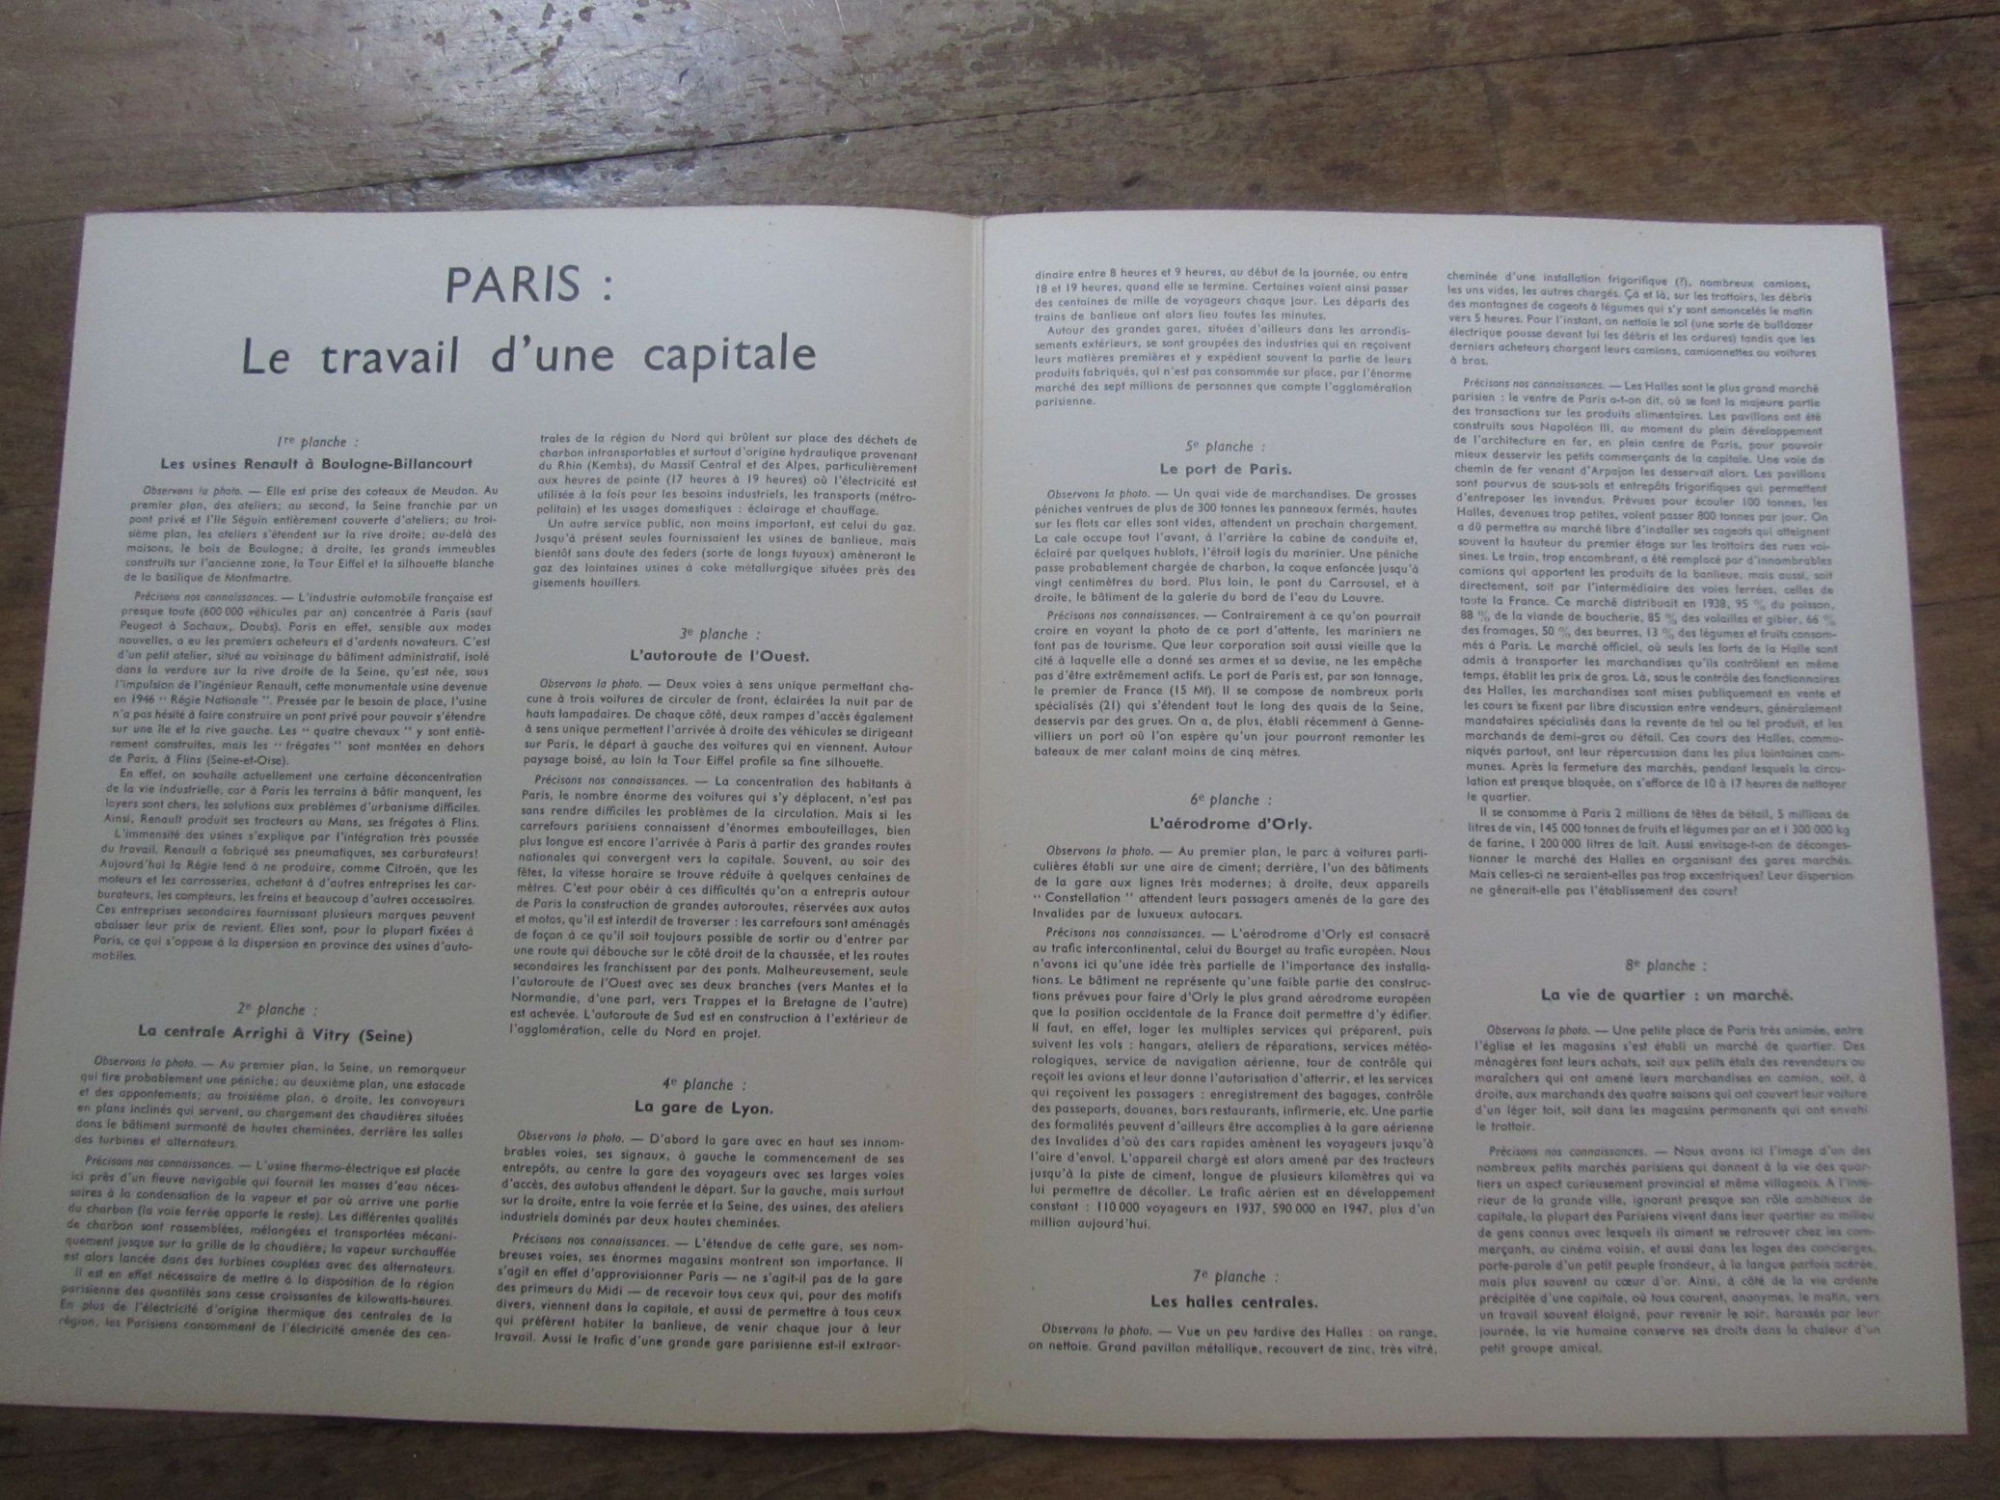 PARIS :
Le travail d'une capitale
1re planche :
Les usines Renault à Boulogne-Billancourt
Observons la photo. — Elle est prise des coteaux de Meudon. Au
premier plan, des ateliers; au second, la Seine franchie par un
pont privé et l'île Séguin entièrement couverte d'ateliers; au troi-
sième plan, les ateliers s'étendent sur la rive droite; au-delà des
maisons, le bois de Boulogne; à droite, les grands immeubles
construits sur l'ancienne zone, la Tour Eiffel et la silhouette blanche
de la basilique de Montmartre.
Précisons nos connaissances. — L'industrie automobile française est
presque toute (600 000 véhicules par an) concentrée à Paris (sauf
Peugeot à Sochaux, Doubs). Paris en effet, sensible aux modes
nouvelles, a eu les premiers acheteurs et d'ardents novateurs. C'est
d'un petit atelier, situé au voisinage du bâtiment administratif, isolé
dans la verdure sur la rive droite de la Seine, qu'est née, sous
l'impulsion de l'ingénieur Renault, cette monumentale usine devenue
en 1946 “ Régie Nationale ”. Pressée par le besoin de place, l'usine
n'a pas hésité à faire construire un pont privé pour pouvoir s'étendre
sur une île et la rive gauche. Les “ quatre chevaux ” y sont entiè-
rement construites, mais les “ frégates ” sont montées en dehors
de Paris, à Flins (Seine-et-Oise).
En effet, on souhaite actuellement une certaine déconcentration
de la vie industrielle, car à Paris les terrains à bâtir manquent, les
loyers sont chers, les solutions aux problèmes d'urbanisme difficiles.
Ainsi, Renault produit ses tracteurs au Mans, ses frégates à Flins.
L'immensité des usines s'explique par l'intégration très poussée
du travail. Renault a fabriqué ses pneumatiques, ses carburateurs!
Aujourd'hui la Régie tend à ne produire, comme Citroën, que les
moteurs et les carrosseries, achetant à d'autres entreprises les car-
burateurs, les compteurs, les freins et beaucoup d'autres accessoires.
Ces entreprises secondaires fournissant plusieurs marques peuvent
abaisser leur prix de revient. Elles sont, pour la plupart fixées à
Paris, ce qui s'oppose à la dispersion en province des usines d'auto-
mobiles.
2e planche :
La centrale Arrighi à Vitry (Seine)
Observons la photo. — Au premier plan, la Seine, un remorqueur
qui tire probablement une péniche; au deuxième plan, une estacade
et des appontements; au troisième plan, à droite, les convoyeurs
en plans inclinés qui servent, au chargement des chaudières situées
dans le bâtiment surmonté de hautes cheminées, derrière les salles
des turbines et alternateurs.
Précisons nos connaissances. — L'usine thermo-électrique est placée
ici près d'un fleuve navigable qui fournit les masses d'eau néces-
saires à la condensation de la vapeur et par où arrive une partie
du charbon (la voie ferrée apporte le reste). Les différentes qualités
de charbon sont rassemblées, mélangées et transportées mécani-
quement jusque sur la grille de la chaudière; la vapeur surchauffée
est alors lancée dans des turbines couplées avec des alternateurs.
Il est en effet nécessaire de mettre à la disposition de la région
parisienne des quantités sans cesse croissantes de kilowatts-heures.
En plus de l'électricité d'origine thermique des centrales de la
région, les Parisiens consomment de l'électricité amenée des cen-
trales de la région du Nord qui brûlent sur place des déchets de
charbon intransportables et surtout d'origine hydraulique provenant
du Rhin (Kembs), du Massif Central et des Alpes, particulièrement
aux heures de pointe (17 heures à 19 heures) où l'électricité est
utilisée à la fois pour les besoins industriels, les transports (métro-
politain) et les usages domestiques : éclairage et chauffage.
Un autre service public, non moins important, est celui du gaz.
Jusqu'à présent seules fournissaient les usines de banlieue, mais
bientôt sans doute des feders (sorte de longs tuyaux) amèneront le
gaz des lointaines usines à coke métallurgique situées près des
gisements houillers.
3e planche :
L'autoroute de l'Ouest.
Observons la photo. — Deux voies à sens unique permettant cha-
cune à trois voitures de circuler de front, éclairées la nuit par de
hauts lampadaires. De chaque côté, deux rampes d'accès également
à sens unique permettent l'arrivée à droite des véhicules se dirigeant
sur Paris, le départ à gauche des voitures qui en viennent. Autour
paysage boisé, au loin la Tour Eiffel profile sa fine silhouette.
Précisons nos connaissances. — La concentration des habitants à
Paris, le nombre énorme des voitures qui s'y déplacent, n'est pas
sans rendre difficiles les problèmes de la circulation. Mais si les
carrefours parisiens connaissent d'énormes embouteillages, bien
plus longue est encore l'arrivée à Paris à partir des grandes routes
nationales qui convergent vers la capitale. Souvent, au soir des
fêtes, la vitesse horaire se trouve réduite à quelques centaines de
mètres. C'est pour obéir à ces difficultés qu'on a entrepris autour
de Paris la construction de grandes autoroutes, réservées aux autos
et motos, qu'il est interdit de traverser : les carrefours sont aménagés
de façon à ce qu'il soit toujours possible de sortir ou d'entrer par
une route qui débouche sur le côté droit de la chaussée, et les routes
secondaires les franchissent par des ponts. Malheureusement, seule
l'autoroute de l'Ouest avec ses deux branches (vers Mantes et la
Normandie, d'une part, vers Trappes et la Bretagne de l'autre)
est achevée. L'autoroute de Sud est en construction à l'extérieur de
l'agglomération, celle du Nord en projet.
4e planche :
La gare de Lyon.
Observons la photo. — D'abord la gare avec en haut ses innom-
brables voies, ses signaux, à gauche le commencement de ses
entrepôts, au centre la gare des voyageurs avec ses larges voies
d'accès, des autobus attendent le départ. Sur la gauche, mais surtout
sur la droite, entre la voie ferrée et la Seine, des usines, des ateliers
industriels dominés par deux hautes cheminées.
Précisons nos connaissances. — L'étendue de cette gare, ses nom-
breuses voies, ses énormes magasins montrent son importance. Il
s'agit en effet d'approvisionner Paris — ne s'agit-il pas de la gare
des primeurs du Midi — de recevoir tous ceux qui, pour des motifs
divers, viennent dans la capitale, et aussi de permettre à tous ceux
qui préfèrent habiter la banlieue, de venir chaque jour à leur
travail. Aussi le trafic d'une grande gare parisienne est-il extraor-
dinaire entre 8 heures et 9 heures, au début de la journée, ou entre
18 et 19 heures, quand elle se termine. Certaines voient ainsi passer
des centaines de mille de voyageurs chaque jour. Les départs des
trains de banlieue ont alors lieu toutes les minutes.
Autour des grandes gares, situées d'ailleurs dans les arrondis-
sements extérieurs, se sont groupées des industries qui en reçoivent
leurs matières premières et y expédient souvent la partie de leurs
produits fabriqués, qui n'est pas consommée sur place, par l'énorme
marché des sept millions de personnes que compte l'agglomération
parisienne.
5e planche :
Le port de Paris.
Observons la photo. — Un quai vide de marchandises. De grosses
péniches ventrues de plus de 300 tonnes les panneaux fermés, hautes
sur les flots car elles sont vides, attendent un prochain chargement.
La cale occupe tout l'avant, à l'arrière la cabine de conduite et,
éclairé par quelques hublots, l'étroit logis du marinier. Une péniche
passe probablement chargée de charbon, la coque enfoncée jusqu'à
vingt centimètres du bord. Plus loin, le pont du Carrousel, et à
droite, le bâtiment de la galerie du bord de l'eau du Louvre.
Précisons nos connaissances. — Contrairement à ce qu'on pourrait
croire en voyant la photo de ce port d'attente, les mariniers ne
font pas de tourisme. Que leur corporation soit aussi vieille que la
cité à laquelle elle a donné ses armes et sa devise, ne les empêche
pas d'être extrêmement actifs. Le port de Paris est, par son tonnage,
le premier de France (15 Mt). Il se compose de nombreux ports
spécialisés (21) qui s'étendent tout le long des quais de la Seine,
desservis par des grues. On a, de plus, établi récemment à Genne-
villiers un port où l'on espère qu'un jour pourront remonter les
bateaux de mer calant moins de cinq mètres.
6e planche :
L'aérodrome d'Orly.
Observons la photo. — Au premier plan, le parc à voitures parti-
culières établi sur une aire de ciment; derrière, l'un des bâtiments
de la gare aux lignes très modernes; à droite, deux appareils
“ Constellation ” attendent leurs passagers amenés de la gare des
Invalides par de luxueux autocars.
Précisons nos connaissances. — L'aérodrome d'Orly est consacré
au trafic intercontinental, celui du Bourget au trafic européen. Nous
n'avons ici qu'une idée très partielle de l'importance des installa-
tions. Le bâtiment ne représente qu'une faible partie des construc-
tions prévues pour faire d'Orly le plus grand aérodrome européen
que la position occidentale de la France doit permettre d'y édifier.
Il faut, en effet, loger les multiples services qui préparent, puis
suivent les vols : hangars, ateliers de réparations, services météo-
rologiques, service de navigation aérienne, tour de contrôle qui
reçoit les avions et leur donne l'autorisation d'atterrir, et les services
qui reçoivent les passagers : enregistrement des bagages, contrôle
des passeports, douanes, bars restaurants, infirmerie, etc. Une partie
des formalités peuvent d'ailleurs être accomplies à la gare aérienne
des Invalides d'où des cars rapides amènent les voyageurs jusqu'à
l'aire d'envol. L'appareil chargé est alors amené par des tracteurs
jusqu'à la piste de ciment, longue de plusieurs kilomètres qui va
lui permettre de décoller. Le trafic aérien est en développement
constant : 110 000 voyageurs en 1937, 590 000 en 1947, plus d'un
million aujourd'hui.
7e planche :
Les halles centrales.
Observons la photo. — Vue un peu tardive des Halles : on range,
on nettoie. Grand pavillon métallique, recouvert de zinc, très vitré,
cheminée d'une installation frigorifique (?), nombreux camions,
les uns vides, les autres chargés. Çà et là, sur les trottoirs, les débris
des montagnes de cageots à légumes qui s'y sont amoncelés le matin
vers 5 heures. Pour l'instant, on nettoie le sol (une sorte de bulldozer
électrique pousse devant lui les débris et les ordures) tandis que les
derniers acheteurs chargent leurs camions, camionnettes ou voitures
à bras.
Précisons nos connaissances. — Les Halles sont le plus grand marché
parisien : le ventre de Paris a-t-on dit, où se font la majeure partie
des transactions sur les produits alimentaires. Les pavillons ont été
construits sous Napoléon III, au moment du plein développement
de l'architecture en fer, en plein centre de Paris, pour pouvoir
mieux desservir les petits commerçants de la capitale. Une voie de
chemin de fer venant d'Arpajon les desservait alors. Les pavillons
sont pourvus de sous-sols et entrepôts frigorifiques qui permettent
d'entreposer les invendus. Prévues pour écouler 100 tonnes, les
Halles, devenues trop petites, voient passer 800 tonnes par jour. On
a dû permettre au marché libre d'installer ses cageots qui atteignent
souvent la hauteur du premier étage sur les trottoirs des rues voi-
sines. Le train, trop encombrant, a été remplacé par d'innombrables
camions qui apportent les produits de la banlieue, mais aussi, soit
directement, soit par l'intermédiaire des voies ferrées, celles de
toute la France. Ce marché distribuait en 1938, 95 % du poisson,
88 % de la viande de boucherie, 85 % des volailles et gibier, 66 %
des fromages, 50 % des beurres, 13 % des légumes et fruits consom-
més à Paris. Le marché officiel, où seuls les forts de la Halle sont
admis à transporter les marchandises qu'ils contrôlent en même
temps, établit les prix de gros. Là, sous le contrôle des fonctionnaires
des Halles, les marchandises sont mises publiquement en vente et
les cours se fixent par libre discussion entre vendeurs, généralement
mandataires spécialisés dans la revente de tel ou tel produit, et les
marchands de demi-gros ou détail. Ces cours des Halles, commu-
niqués partout, ont leur répercussion dans les plus lointaines com-
munes. Après la fermeture des marchés, pendant lesquels la circu-
lation est presque bloquée, on s'efforce de 10 à 17 heures de nettoyer
le quartier.
Il se consomme à Paris 2 millions de têtes de bétail, 5 millions de
litres de vin, 145 000 tonnes de fruits et légumes par an et 1 300 000 kg
de farine, 1 200 000 litres de lait. Aussi envisage-t-on de déconges-
tionner le marché des Halles en organisant des gares marchés.
Mais celles-ci ne seraient-elles pas trop excentriques? Leur dispersion
ne gênerait-elle pas l'établissement des cours?
8e planche :
La vie de quartier : un marché.
Observons la photo. — Une petite place de Paris très animée, entre
l'église et les magasins s'est établi un marché de quartier. Des
ménagères font leurs achats, soit aux petits étals des revendeurs ou
maraîchers qui ont amené leurs marchandises en camion, soit, à
droite, aux marchands des quatre saisons qui ont couvert leur voiture
d'un léger toit, soit dans les magasins permanents qui ont envahi
le trottoir.
Précisons nos connaissances. — Nous avons ici l'image d'un des
nombreux petits marchés parisiens qui donnent à la vie des quar-
tiers un aspect curieusement provincial et même villageois. A l'inté-
rieur de la grande ville, ignorant presque son rôle ambitieux de
capitale, la plupart des Parisiens vivent dans leur quartier au milieu
de gens connus avec lesquels ils aiment se retrouver chez les com-
merçants, au cinéma voisin, et aussi dans les loges des concierges,
porte-parole d'un petit peuple frondeur, à la langue parfois acérée,
mais plus souvent au cœur d'or. Ainsi, à côté de la vie ardente
précipitée d'une capitale, où tous courent, anonymes, le matin, vers
un travail souvent éloigné, pour revenir le soir, harassés par leur
journée, la vie humaine conserve ses droits dans la chaleur d'un
petit groupe amical.